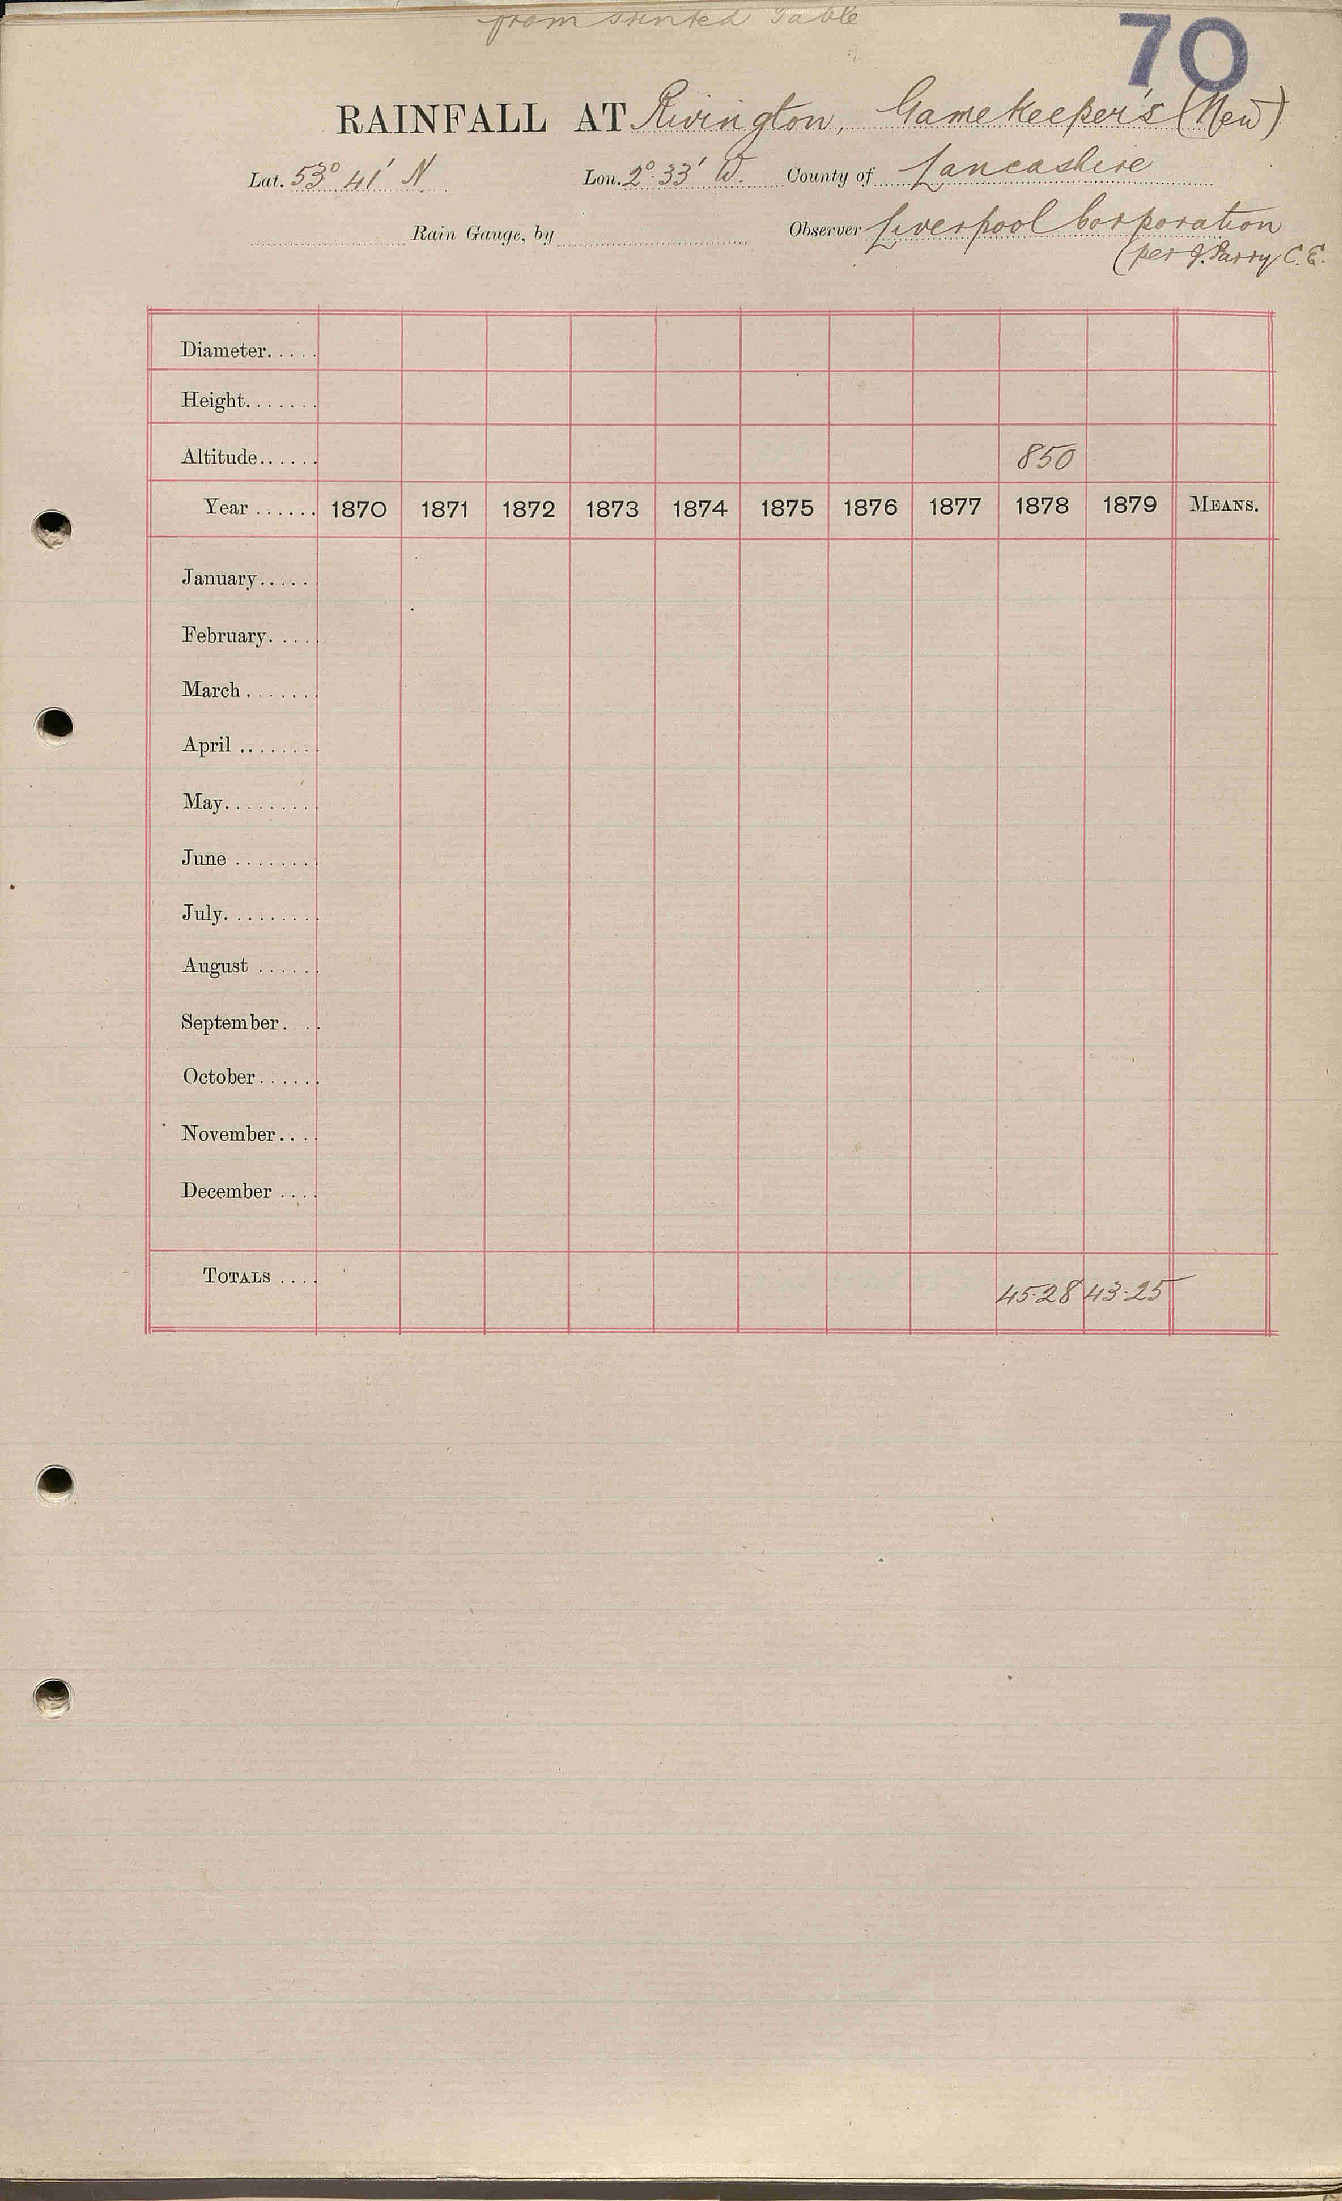 from Printed Table
70
RAINFALL AT Rivington, Gamekeeper's (New)
Lat. 53° 41' N Lon. 2° 33' W. County of Lancashire
Rain Gauge, by Observer Liverpool Corporation
(per J. Parry C.E.
Diameter.....
Height.......
Altitude...... 850
Year ...... 1870 1871 1872 1873 1874 1875 1876 1877 1878 1879 MEANS.
January.....
February.....
March .......
April ........
May.........
June ........
July.........
August ......
September. ..
October......
November....
December ....
TOTALS .... 45.28 43.25